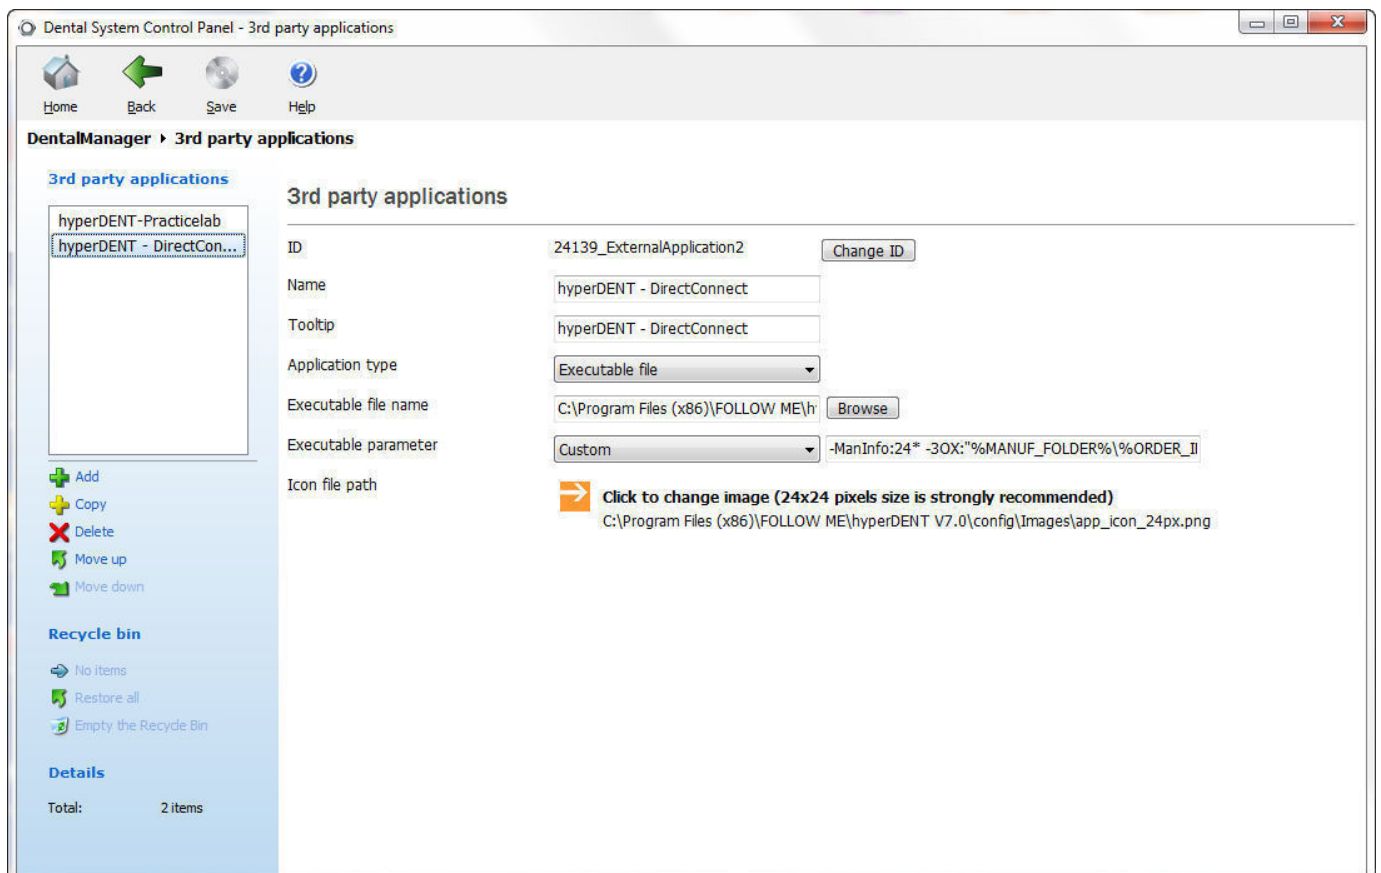 Dental System Control Panel - 3rd party applications
Home Back Save Help
DentalManager ▸ 3rd party applications
3rd party applications
hyperDENT-Practicelab
hyperDENT - DirectCon...
Add
Copy
Delete
Move up
Move down
Recycle bin
No items
Restore all
Empty the Recycle Bin
Details
Total: 2 items
3rd party applications
ID 24139_ExternalApplication2 Change ID
Name hyperDENT - DirectConnect
Tooltip hyperDENT - DirectConnect
Application type Executable file
Executable file name C:\Program Files (x86)\FOLLOW ME\h Browse
Executable parameter Custom -ManInfo:24* -3OX:"%MANUF_FOLDER%\%ORDER_I
Icon file path
Click to change image (24x24 pixels size is strongly recommended)
C:\Program Files (x86)\FOLLOW ME\hyperDENT V7.0\config\Images\app_icon_24px.png